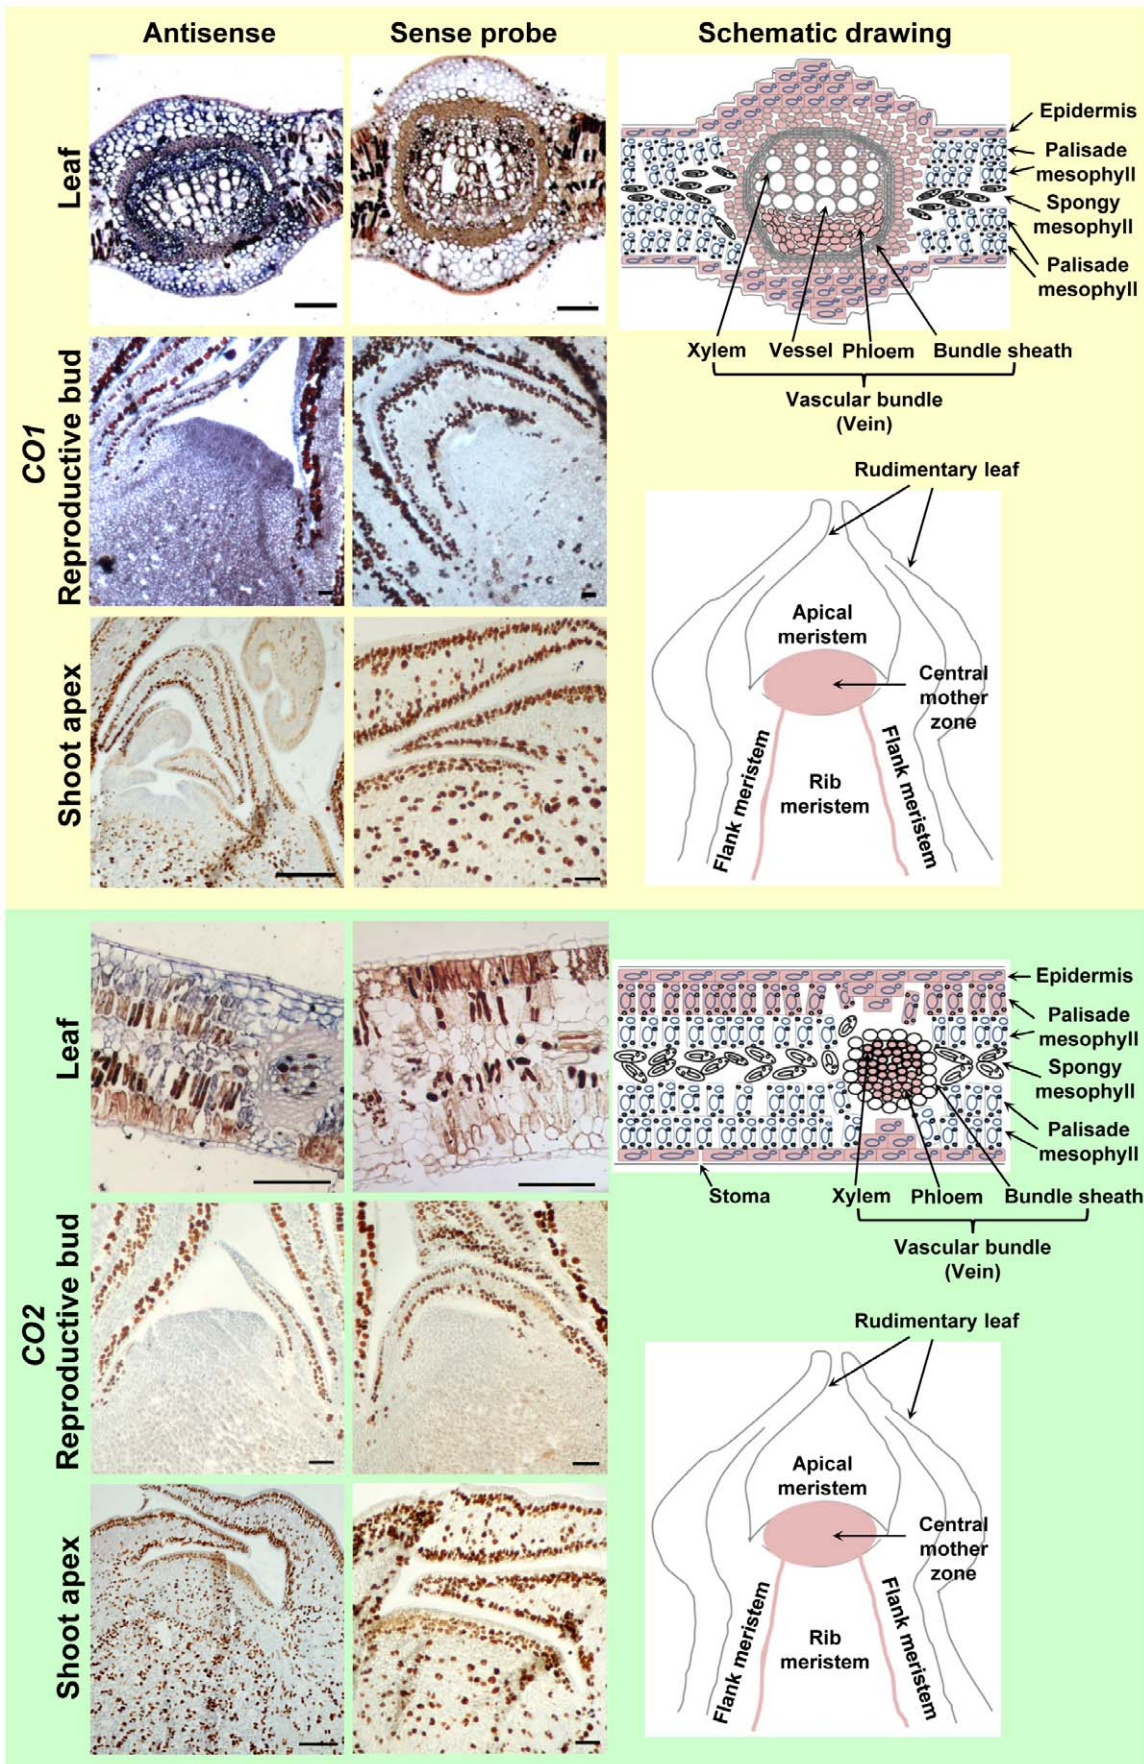 Antisense
Sense probe
Schematic drawing
CO1
Leaf
Epidermis
Palisade
mesophyll
Spongy
mesophyll
Palisade
mesophyll
Xylem
Vessel
Phloem
Bundle sheath
Vascular bundle
(Vein)
Reproductive bud
Shoot apex
Rudimentary leaf
Apical
meristem
Central
mother
zone
Flank meristem
Rib
meristem
Flank meristem
CO2
Leaf
Epidermis
Palisade
mesophyll
Spongy
mesophyll
Palisade
mesophyll
Stoma
Xylem
Phloem
Bundle sheath
Vascular bundle
(Vein)
Reproductive bud
Shoot apex
Rudimentary leaf
Apical
meristem
Central
mother
zone
Flank meristem
Rib
meristem
Flank meristem